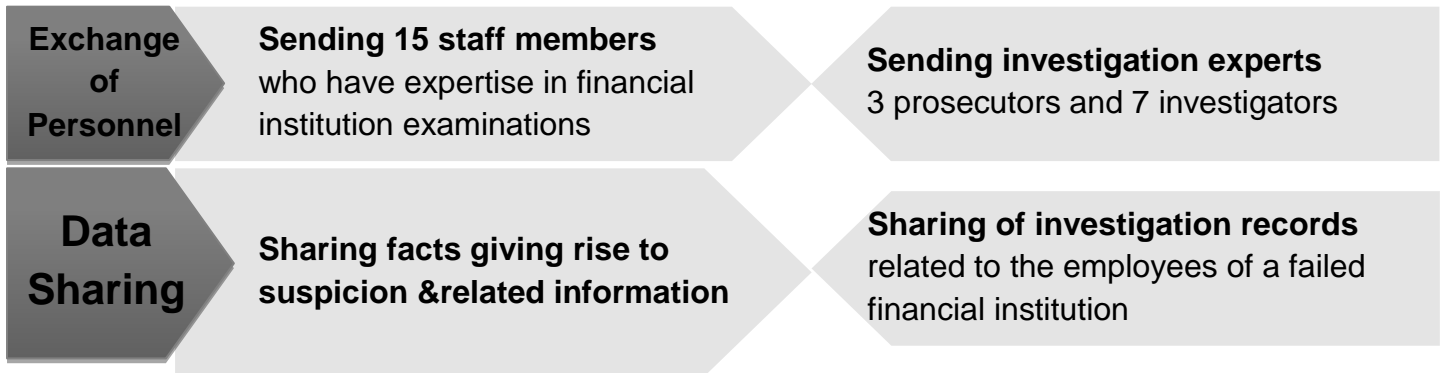 Exchange
of
Personnel
Sending 15 staff members
who have expertise in financial
institution examinations
Sending investigation experts
3 prosecutors and 7 investigators
Data
Sharing
Sharing facts giving rise to
suspicion &related information
Sharing of investigation records
related to the employees of a failed
financial institution